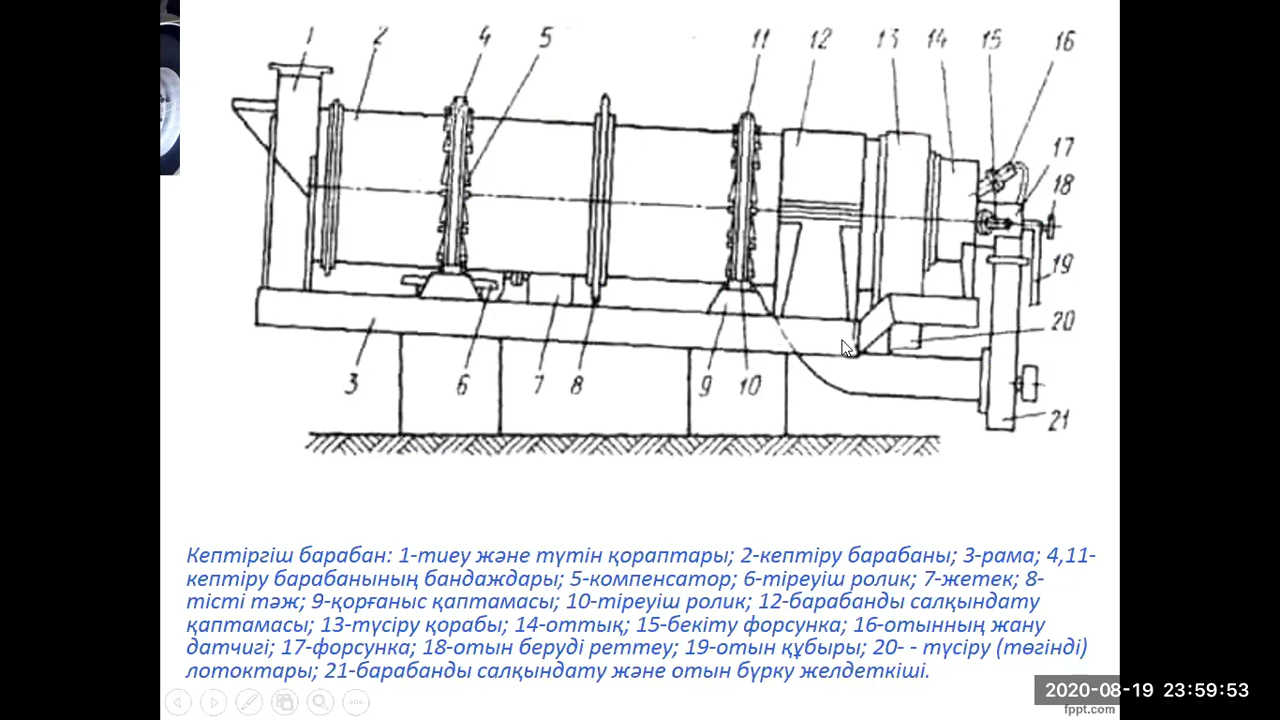 1 2 4 5 11 12 13 14 15 16
17
18
19
20
3 6 7 8 9 10 21
Кептіргіш барабан: 1-тиеу және түтін қораптары; 2-кептіру барабаны; 3-рама; 4,11-
кептіру барабанының бандаждары; 5-компенсатор; 6-тіреуіш ролик; 7-жетек; 8-
тісті тәж; 9-қорғаныс қаптамасы; 10-тіреуіш ролик; 12-барабанды салқындату
қаптамасы; 13-түсіру қорабы; 14-оттық; 15-бекіту форсунка; 16-отынның жану
датчигі; 17-форсунка; 18-отын беруді реттеу; 19-отын құбыры; 20- - түсіру (төгінді)
лотоктары; 21-барабанды салқындату және отын бүрку желдеткіші.
2020-08-19 23:59:53
fppt.com